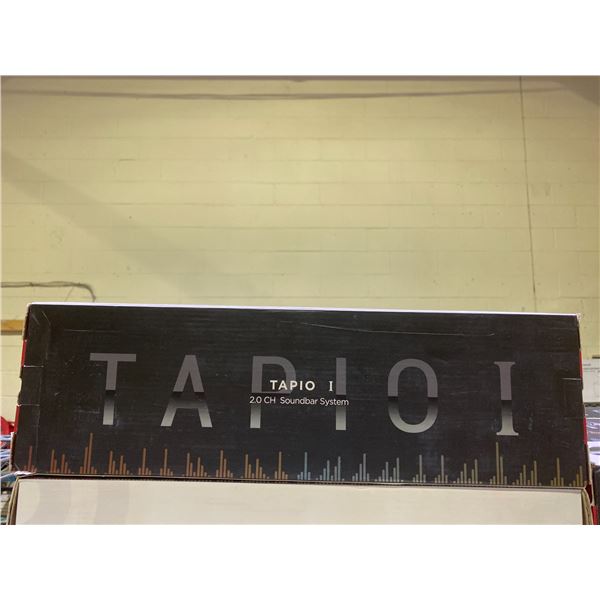 TAPIO I
TAPIO I
2.0 CH Soundbar System